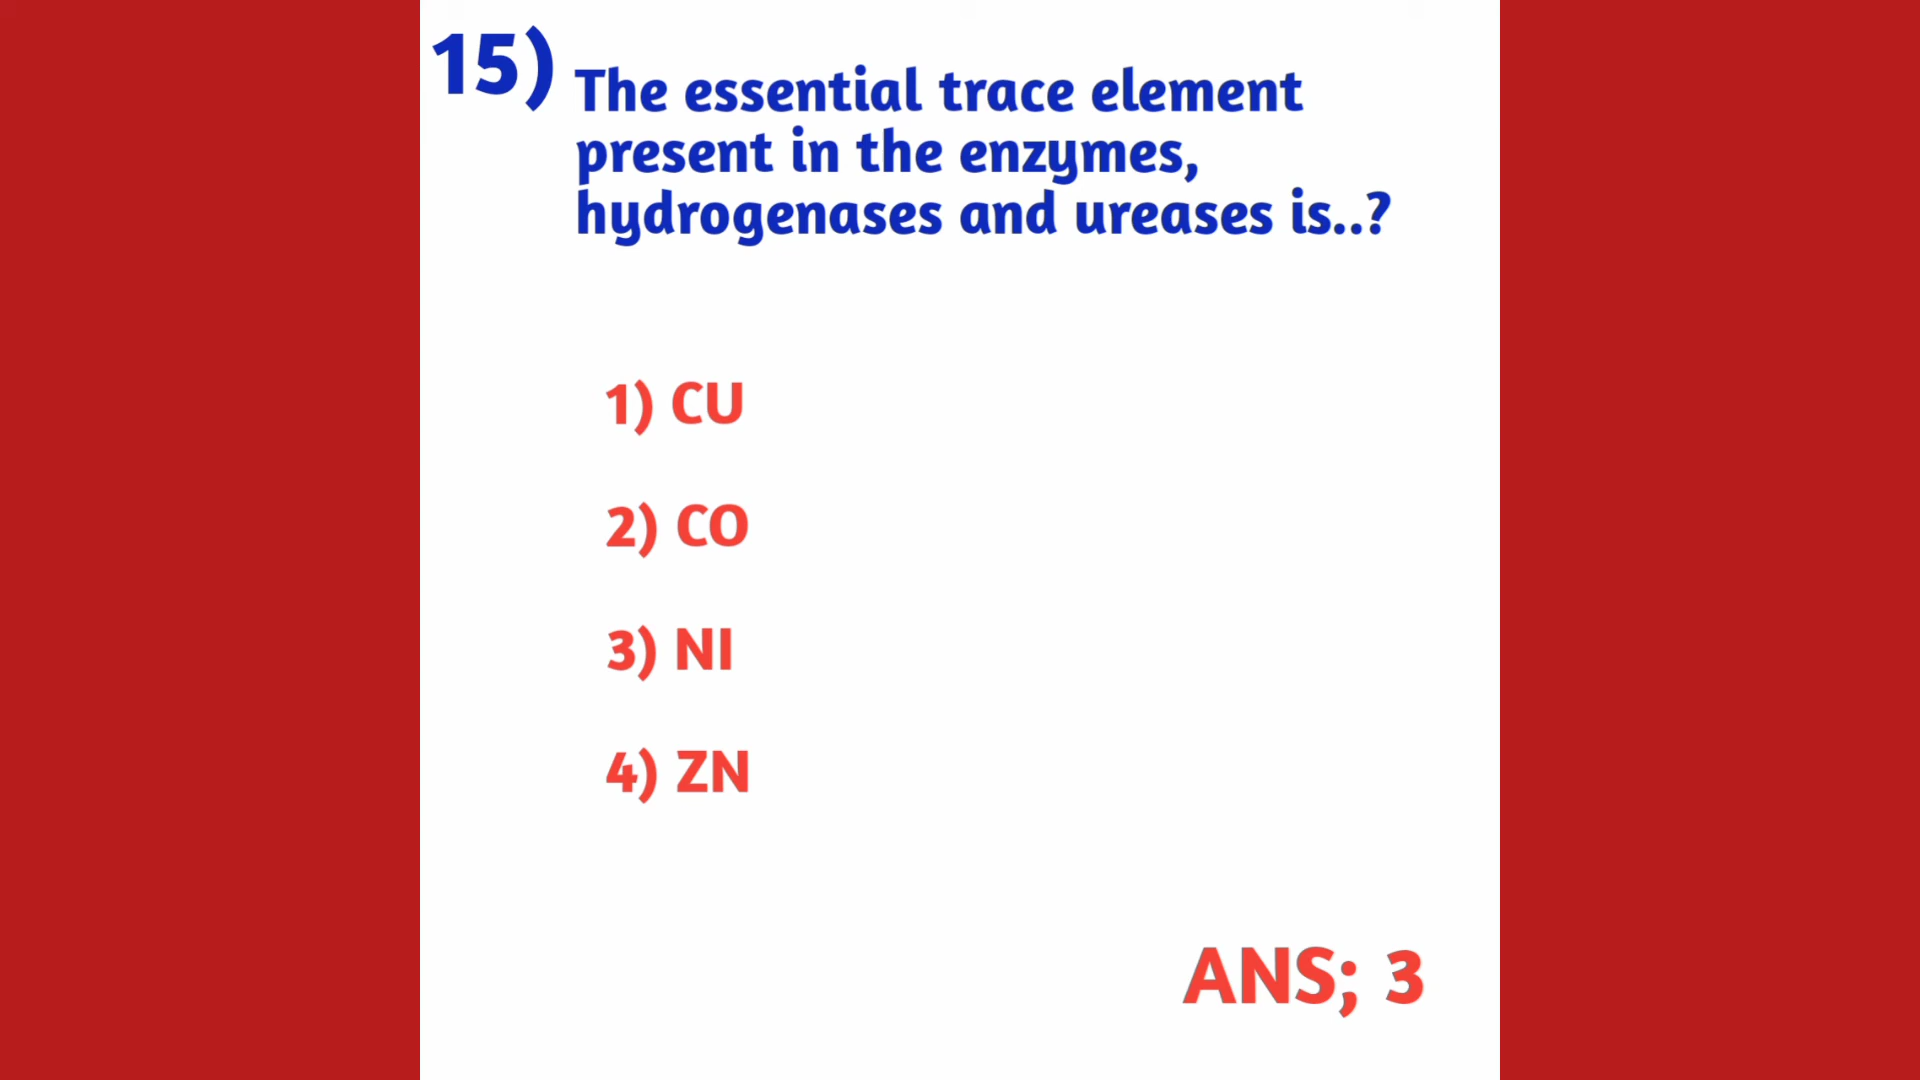 15)
The essential trace element
present in the enzymes,
hydrogenases and ureases is..?
1) CU
2) CO
3) NI
4) ZN
ANS; 3